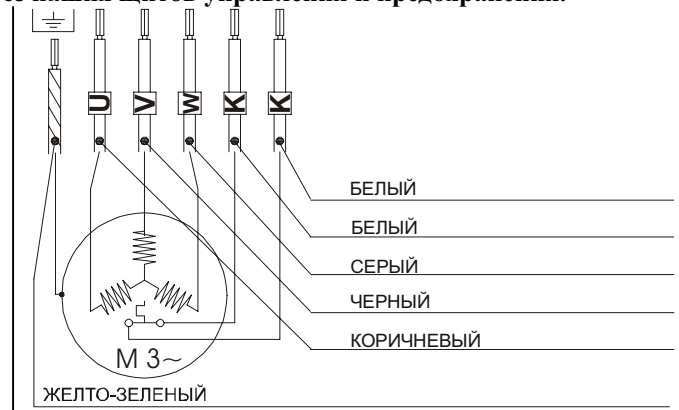 U V W K K
БЕЛЫЙ
БЕЛЫЙ
СЕРЫЙ
ЧЕРНЫЙ
КОРИЧНЕВЫЙ
M 3~
ЖЕЛТО-ЗЕЛЕНЫЙ